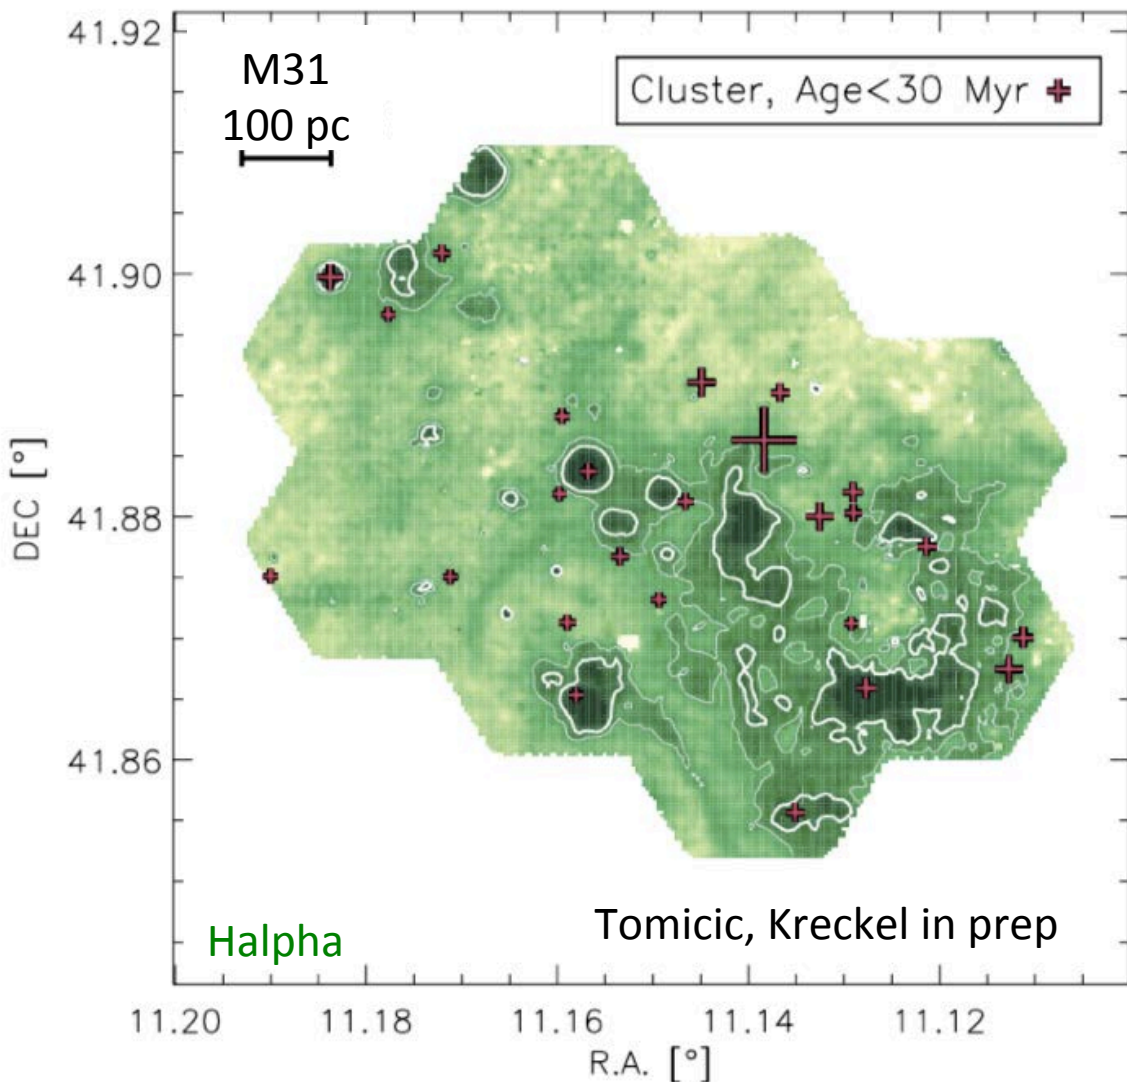 41.92
M31
100 pc
Cluster, Age<30 Myr
41.90
DEC [°]
41.88
41.86
Halpha
Tomicic, Kreckel in prep
11.20
11.18
11.16
11.14
11.12
R.A. [°]